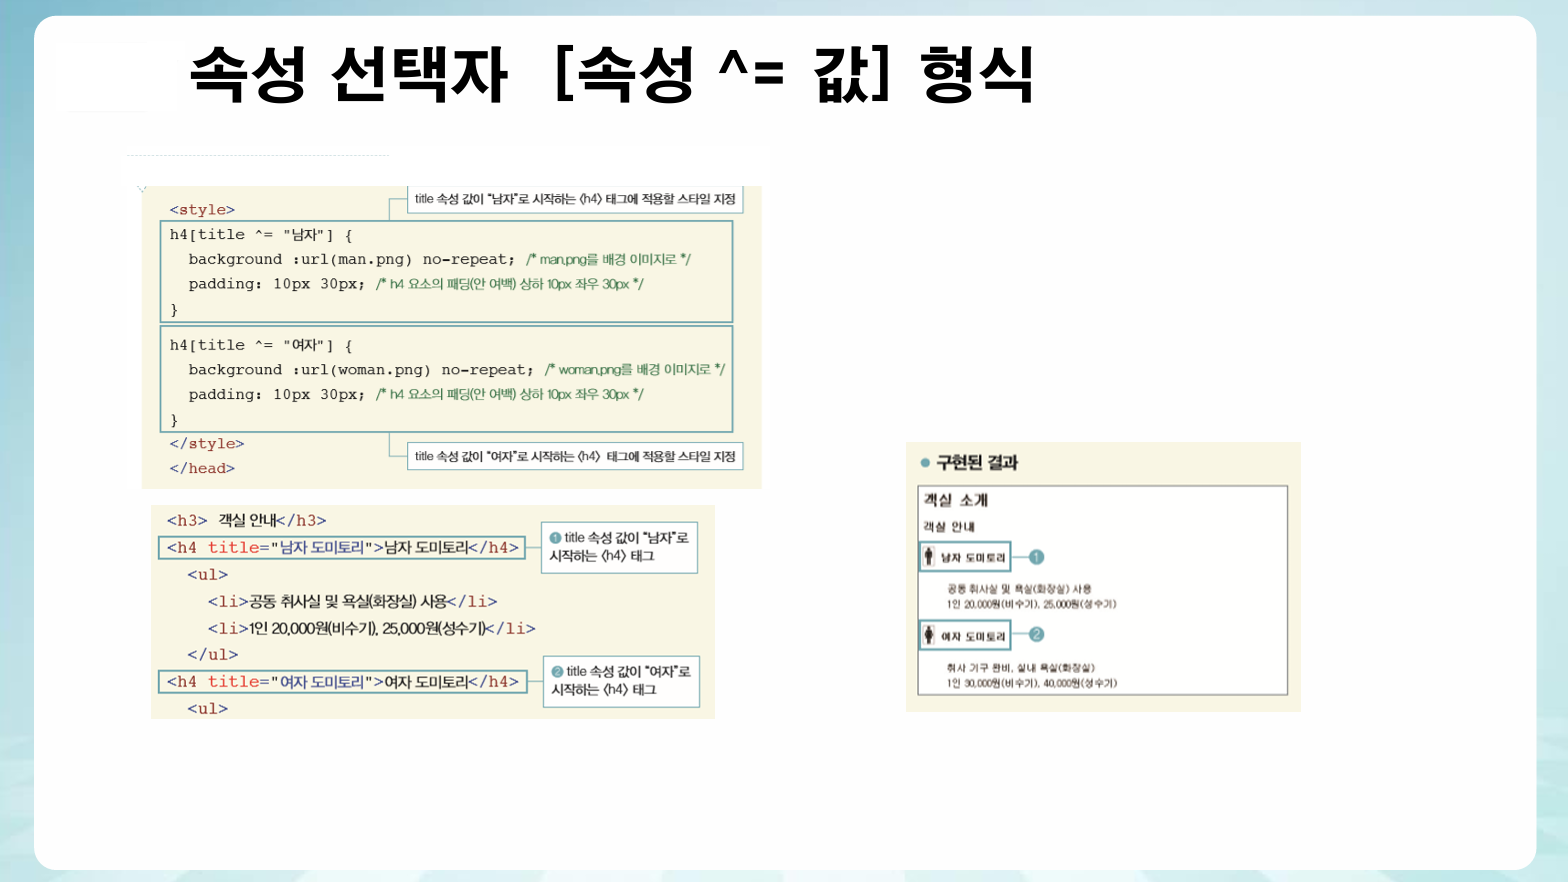 속성 선택자 [속성 ^= 값] 형식
title 속성 값이 "남자"로 시작하는 〈h4〉 태그에 적용할 스타일 지정
<style>
h4[title ^= "남자"] {
background :url(man.png) no-repeat; /* man.png를 배경 이미지로 */
padding: 10px 30px; /* h4 요소의 패딩(안 여백) 상하 10px 좌우 30px */
}
h4[title ^= "여자"] {
background :url(woman.png) no-repeat; /* woman.png를 배경 이미지로 */
padding: 10px 30px; /* h4 요소의 패딩(안 여백) 상하 10px 좌우 30px */
}
</style>
title 속성 값이 "여자"로 시작하는 〈h4〉 태그에 적용할 스타일 지정
</head>
<h3> 객실 안내</h3>
<h4 title="남자 도미토리">남자 도미토리</h4>
❶ title 속성 값이 "남자"로
시작하는 〈h4〉 태그
<ul>
<li>공동 취사실 및 욕실(화장실) 사용</li>
<li>1인 20,000원(비수기), 25,000원(성수기)</li>
</ul>
<h4 title="여자 도미토리">여자 도미토리</h4>
❷ title 속성 값이 "여자"로
시작하는 〈h4〉 태그
<ul>
● 구현된 결과
객실 소개
객실 안내
남자 도미토리 ❶
공동 취사실 및 욕실(화장실) 사용
1인 20,000원(비수기), 25,000원(성수기)
여자 도미토리 ❷
취사 기구 완비, 실내 욕실(화장실)
1인 30,000원(비수기), 40,000원(성수기)